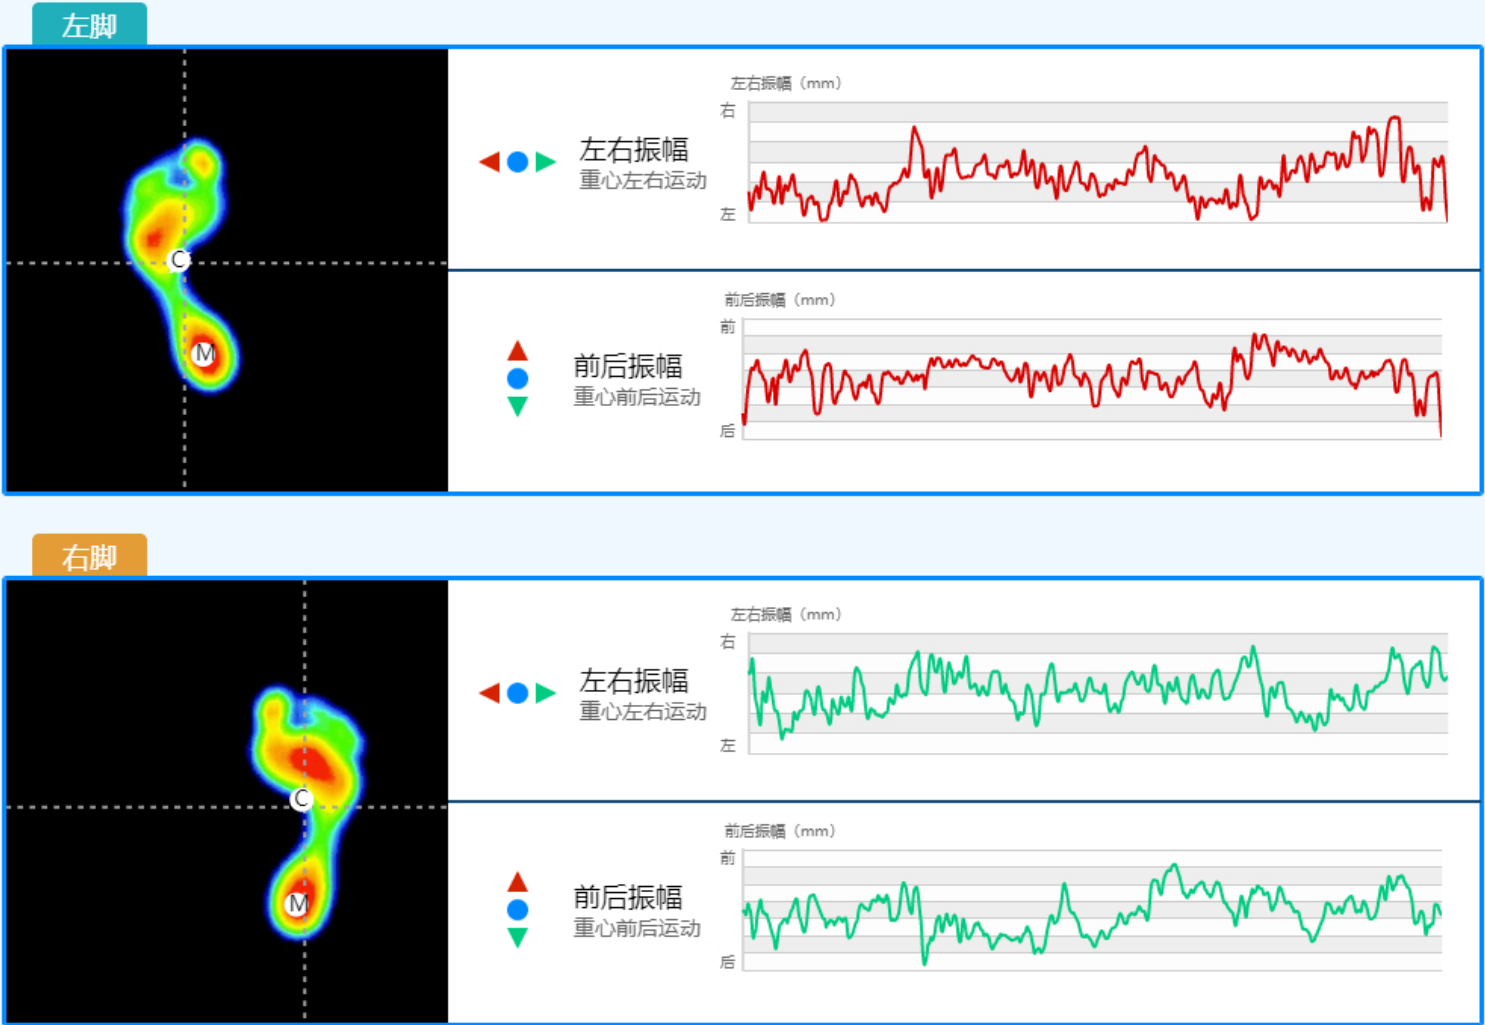 左脚
左右振幅（mm）
右
左右振幅
重心左右运动
左
C
M
前后振幅（mm）
前
前后振幅
重心前后运动
后
右脚
左右振幅（mm）
右
左右振幅
重心左右运动
左
C
M
前后振幅（mm）
前
前后振幅
重心前后运动
后